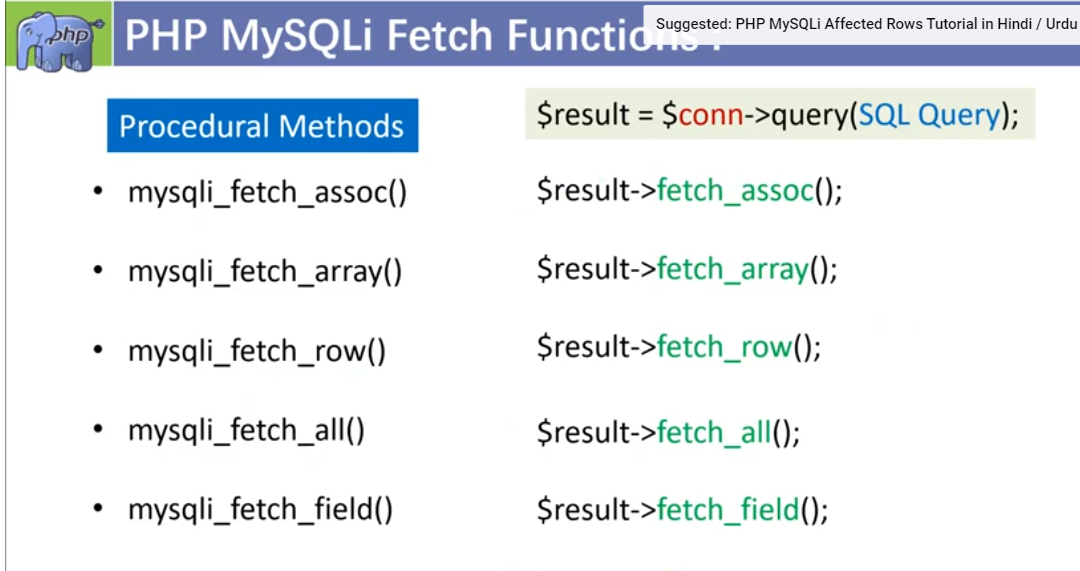 php
PHP MySQLi Fetch Functions :
Suggested: PHP MySQLi Affected Rows Tutorial in Hindi / Urdu
Procedural Methods
$result = $conn->query(SQL Query);
• mysqli_fetch_assoc()
$result->fetch_assoc();
• mysqli_fetch_array()
$result->fetch_array();
• mysqli_fetch_row()
$result->fetch_row();
• mysqli_fetch_all()
$result->fetch_all();
• mysqli_fetch_field()
$result->fetch_field();